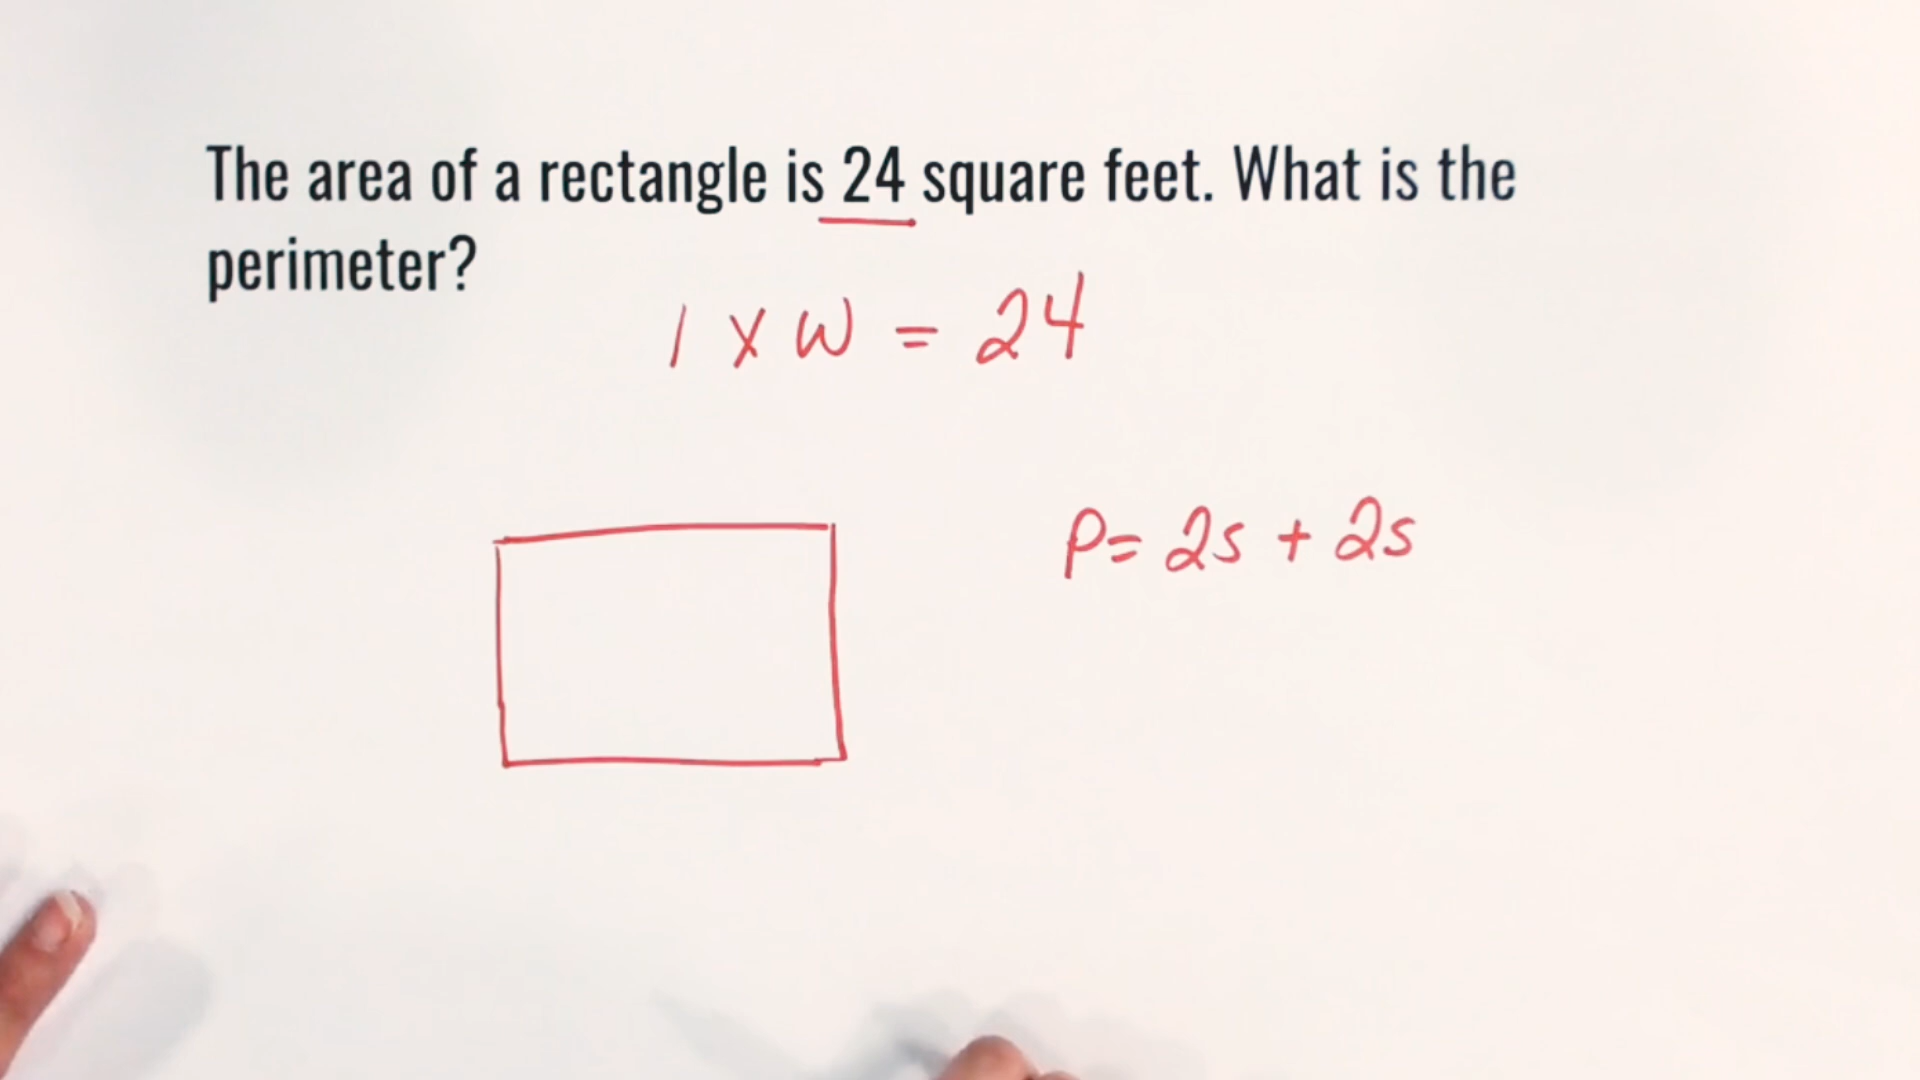 The area of a rectangle is 24 square feet. What is the
perimeter?
l x w = 24
P= 2s + 2s